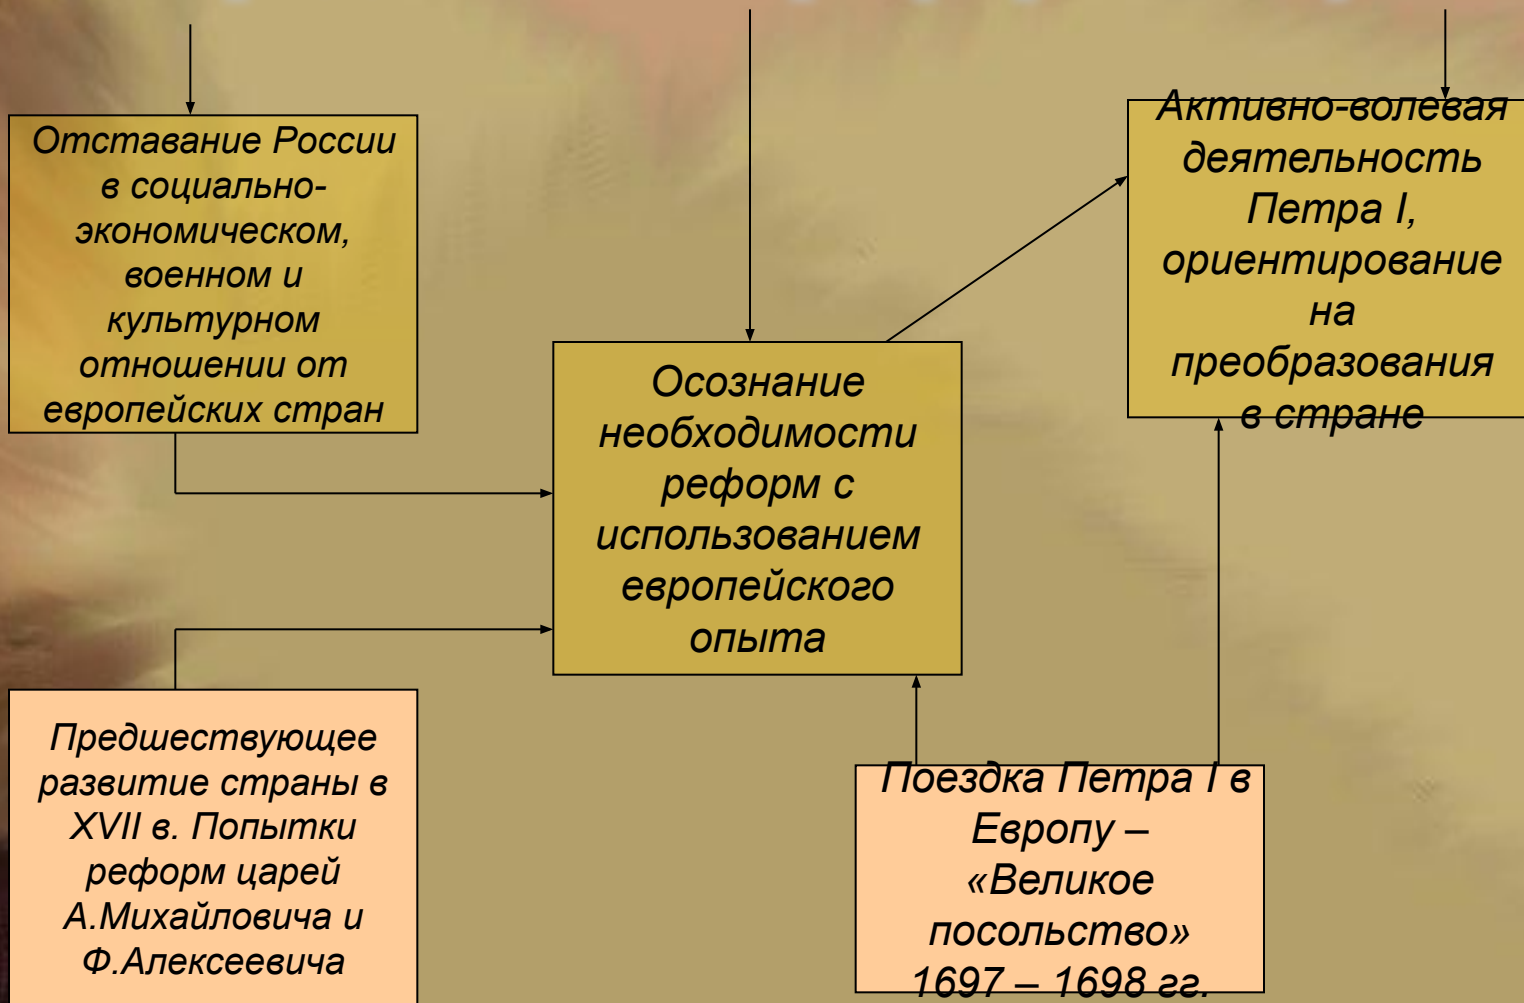 Отставание России
в социально-
экономическом,
военном и
культурном
отношении от
европейских стран
Активно-волевая
деятельность
Петра I,
ориентирование
на
преобразования
в стране
Осознание
необходимости
реформ с
использованием
европейского
опыта
Предшествующее
развитие страны в
XVII в. Попытки
реформ царей
А.Михайловича и
Ф.Алексеевича
Поездка Петра I в
Европу –
«Великое
посольство»
1697 – 1698 гг.